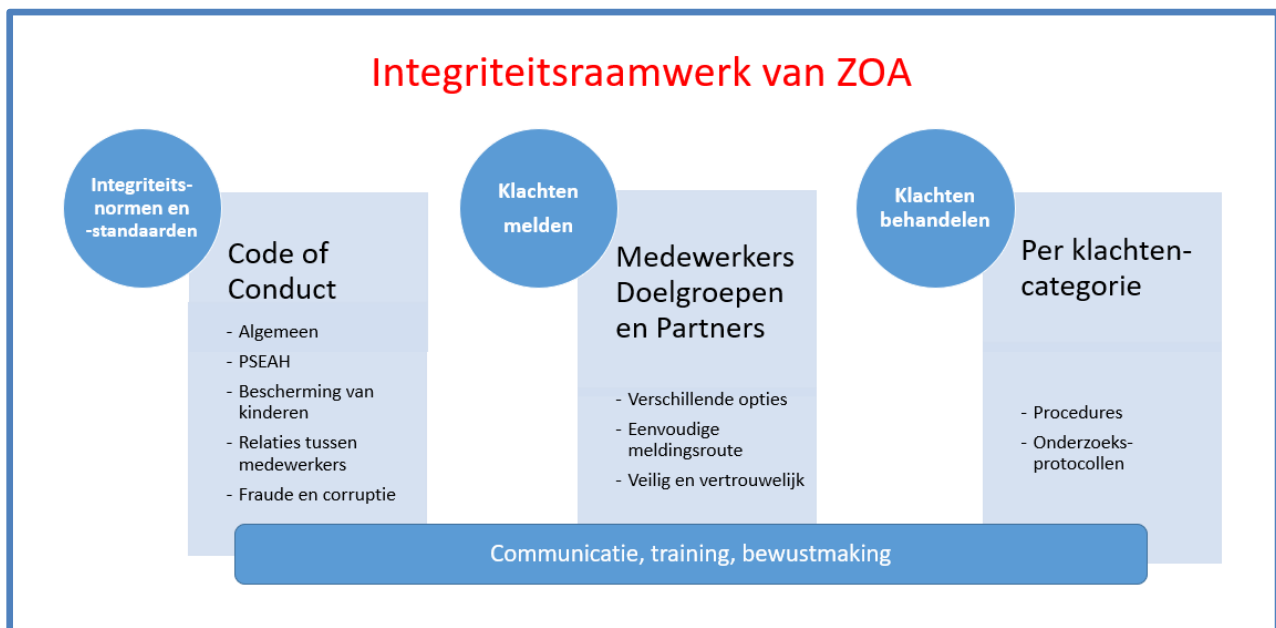 Integriteitsraamwerk van ZOA
Integriteits-
normen en
-standaarden
Code of
Conduct
- Algemeen
- PSEAH
- Bescherming van
kinderen
- Relaties tussen
medewerkers
- Fraude en corruptie
Klachten
melden
Medewerkers
Doelgroepen
en Partners
- Verschillende opties
- Eenvoudige
meldingsroute
- Veilig en vertrouwelijk
Klachten
behandelen
Per klachten-
categorie
- Procedures
- Onderzoeks-
protocollen
Communicatie, training, bewustmaking